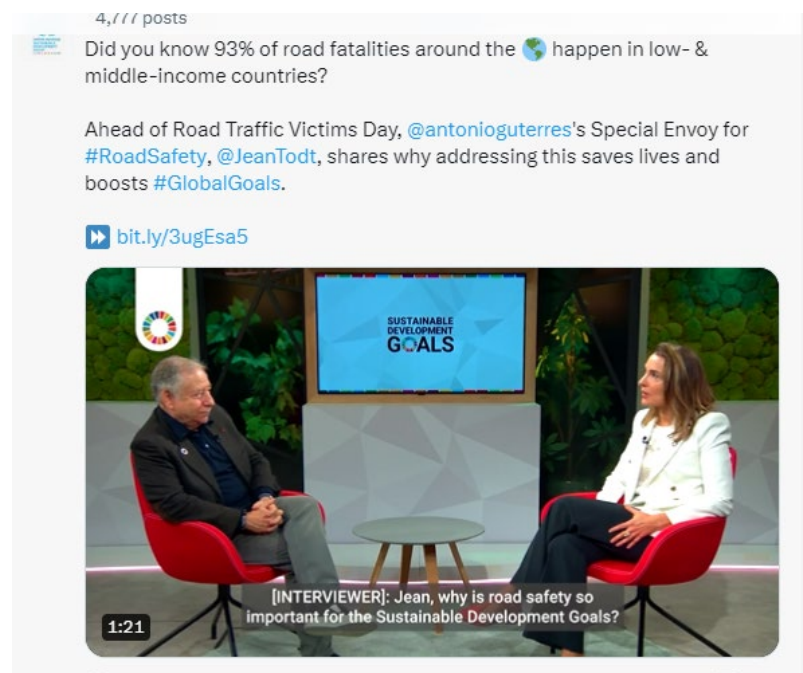 4,777 posts
Did you know 93% of road fatalities around the 🌎 happen in low- &
middle-income countries?
Ahead of Road Traffic Victims Day, @antonioguterres's Special Envoy for
#RoadSafety, @JeanTodt, shares why addressing this saves lives and
boosts #GlobalGoals.
⏩ bit.ly/3ugEsa5
SUSTAINABLE
DEVELOPMENT
GOALS
[INTERVIEWER]: Jean, why is road safety so
important for the Sustainable Development Goals?
1:21